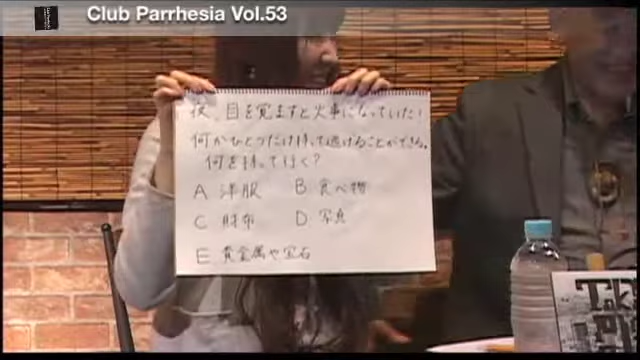 Club Parrhesia Vol.53
夜、目を覚ますと火事になっていた!
何かひとつだけ持って逃げることができる。
何を持って行く?
A 洋服 B 食べ物
C 財布 D 写真
E 貴金属や宝石